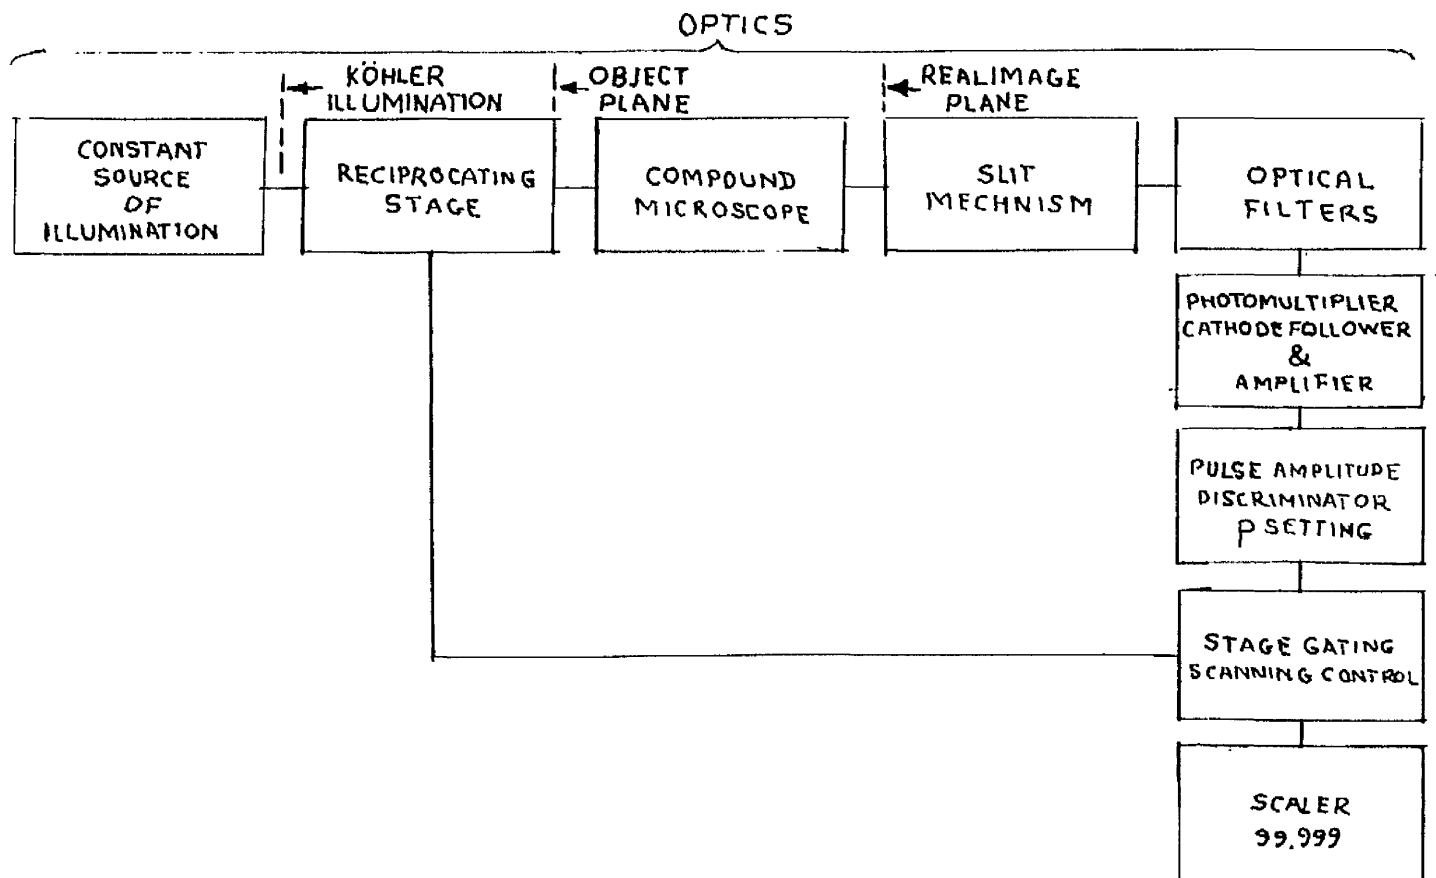 OPTICS
KÖHLER
ILLUMINATION
OBJECT
PLANE
REALIMAGE
PLANE
CONSTANT
SOURCE
OF
ILLUMINATION
RECIPROCATING
STAGE
COMPOUND
MICROSCOPE
SLIT
MECHNISM
OPTICAL
FILTERS
PHOTOMULTIPLIER
CATHODE FOLLOWER
&
AMPLIFIER
PULSE AMPLITUDE
DISCRIMINATOR
P SETTING
STAGE GATING
SCANNING CONTROL
SCALER
99.999